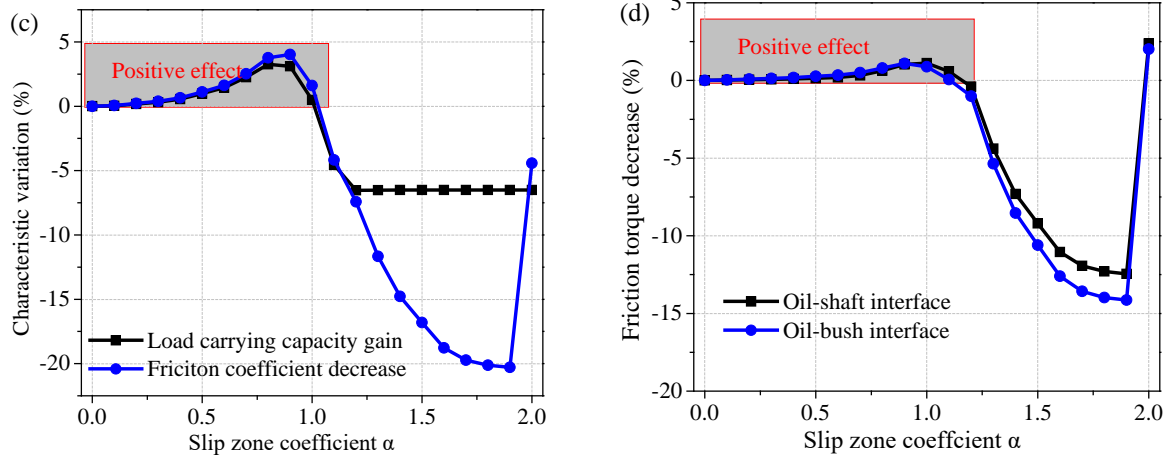 (c)
Characteristic variation (%)
5
0
-5
-10
-15
-20
Positive effect
Load carrying capacity gain
Friciton coefficient decrease
0.0 0.5 1.0 1.5 2.0
Slip zone coefficient α
(d)
Friction torque decrease (%)
5
0
-5
-10
-15
-20
Positive effect
Oil-shaft interface
Oil-bush interface
0.0 0.5 1.0 1.5 2.0
Slip zone coeffcient α